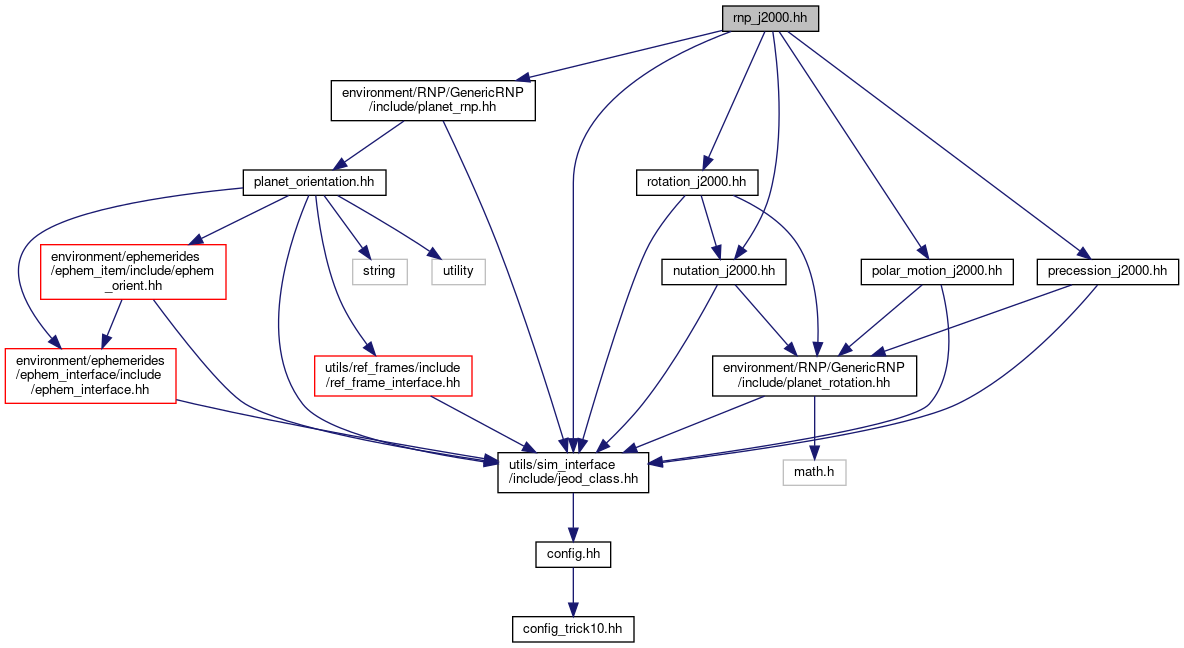 rnp_j2000.hh
environment/RNP/GenericRNP
/include/planet_rnp.hh
planet_orientation.hh
rotation_j2000.hh
environment/ephemerides
/ephem_item/include/ephem
_orient.hh
string
utility
nutation_j2000.hh
polar_motion_j2000.hh
precession_j2000.hh
environment/ephemerides
/ephem_interface/include
/ephem_interface.hh
utils/ref_frames/include
/ref_frame_interface.hh
environment/RNP/GenericRNP
/include/planet_rotation.hh
utils/sim_interface
/include/jeod_class.hh
math.h
config.hh
config_trick10.hh